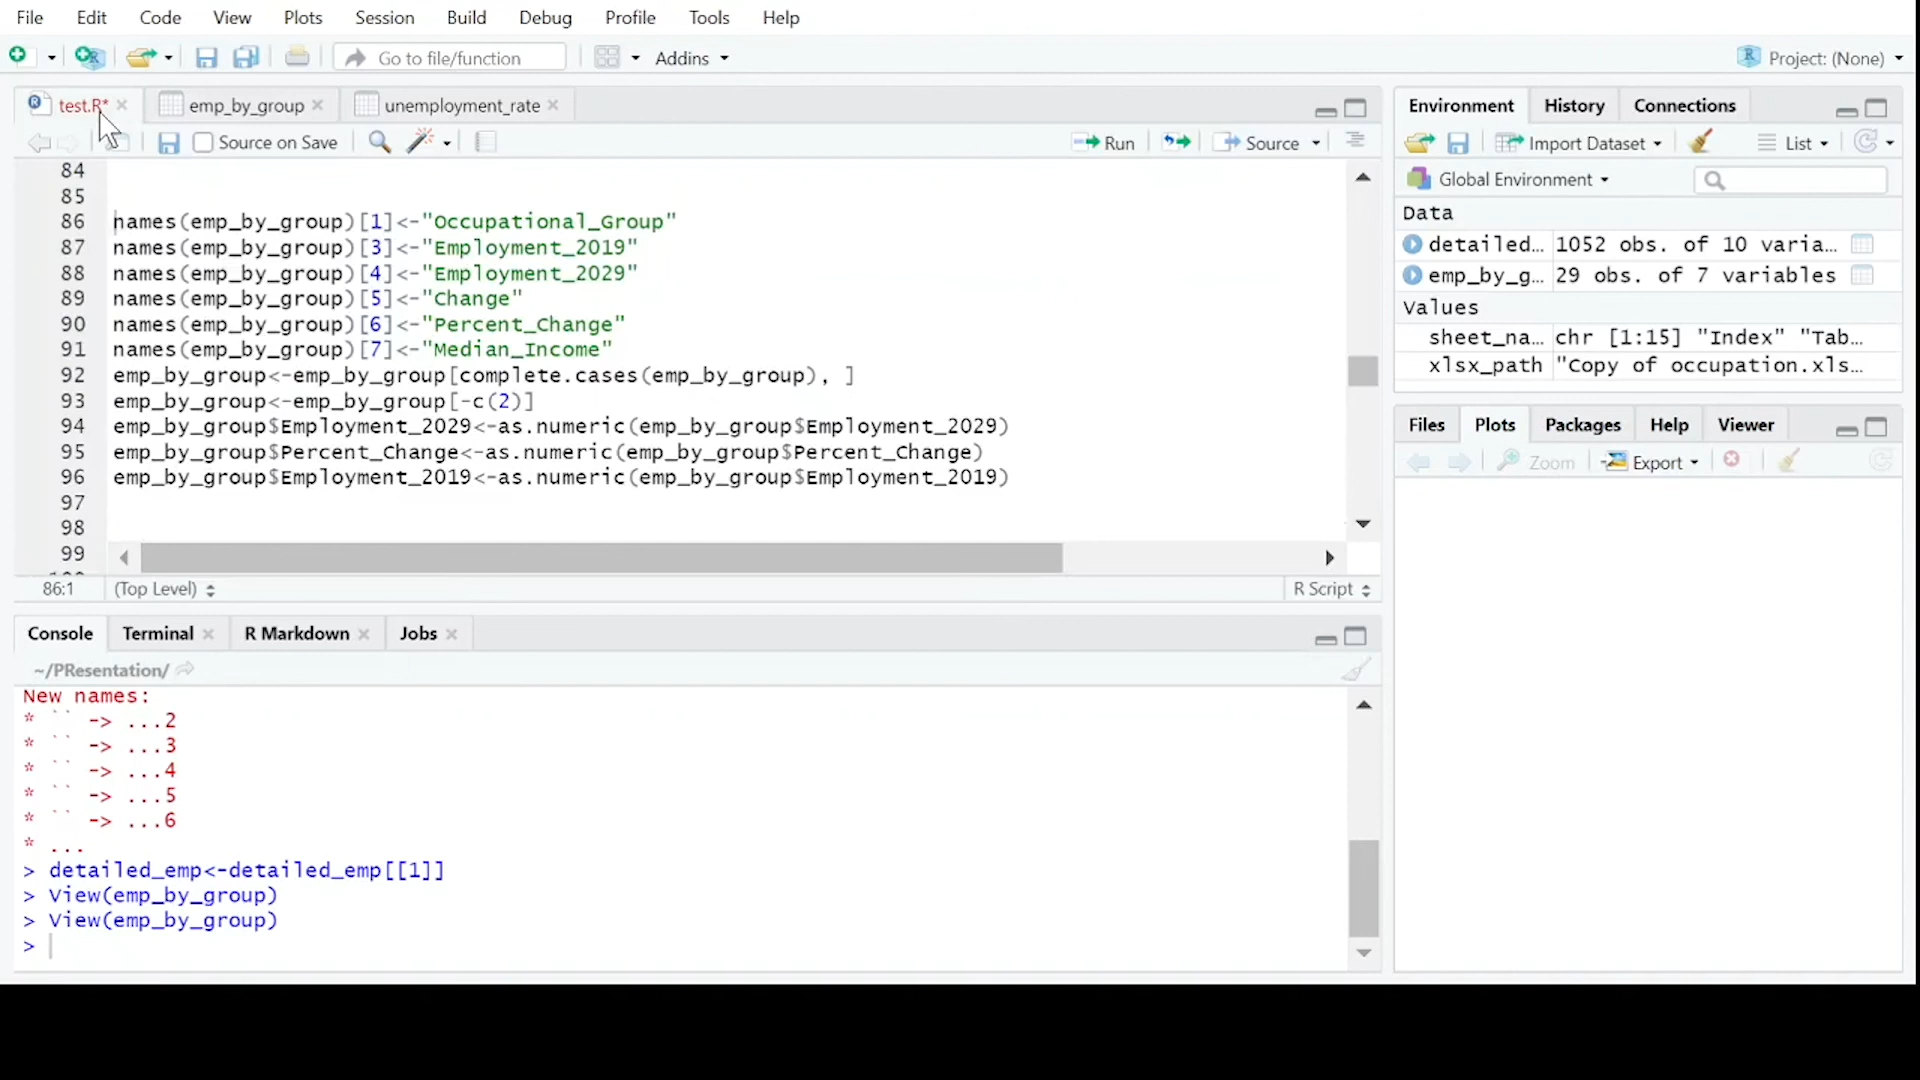 File Edit Code View Plots Session Build Debug Profile Tools Help
Go to file/function Addins Project: (None)
test.R* emp_by_group unemployment_rate
Source on Save Run Source
84
85
86 names(emp_by_group)[1]<-"Occupational_Group"
87 names(emp_by_group)[3]<-"Employment_2019"
88 names(emp_by_group)[4]<-"Employment_2029"
89 names(emp_by_group)[5]<-"Change"
90 names(emp_by_group)[6]<-"Percent_Change"
91 names(emp_by_group)[7]<-"Median_Income"
92 emp_by_group<-emp_by_group[complete.cases(emp_by_group), ]
93 emp_by_group<-emp_by_group[-c(2)]
94 emp_by_group$Employment_2029<-as.numeric(emp_by_group$Employment_2029)
95 emp_by_group$Percent_Change<-as.numeric(emp_by_group$Percent_Change)
96 emp_by_group$Employment_2019<-as.numeric(emp_by_group$Employment_2019)
97
98
99
86:1 (Top Level) R Script
Console Terminal R Markdown Jobs
~/PResentation/
New names:
* `` -> ...2
* `` -> ...3
* `` -> ...4
* `` -> ...5
* `` -> ...6
* ...
> detailed_emp<-detailed_emp[[1]]
> View(emp_by_group)
> View(emp_by_group)
>
Environment History Connections
Import Dataset List
Global Environment
Data
detailed... 1052 obs. of 10 varia...
emp_by_g... 29 obs. of 7 variables
Values
sheet_na... chr [1:15] "Index" "Tab...
xlsx_path "Copy of occupation.xls...
Files Plots Packages Help Viewer
Zoom Export